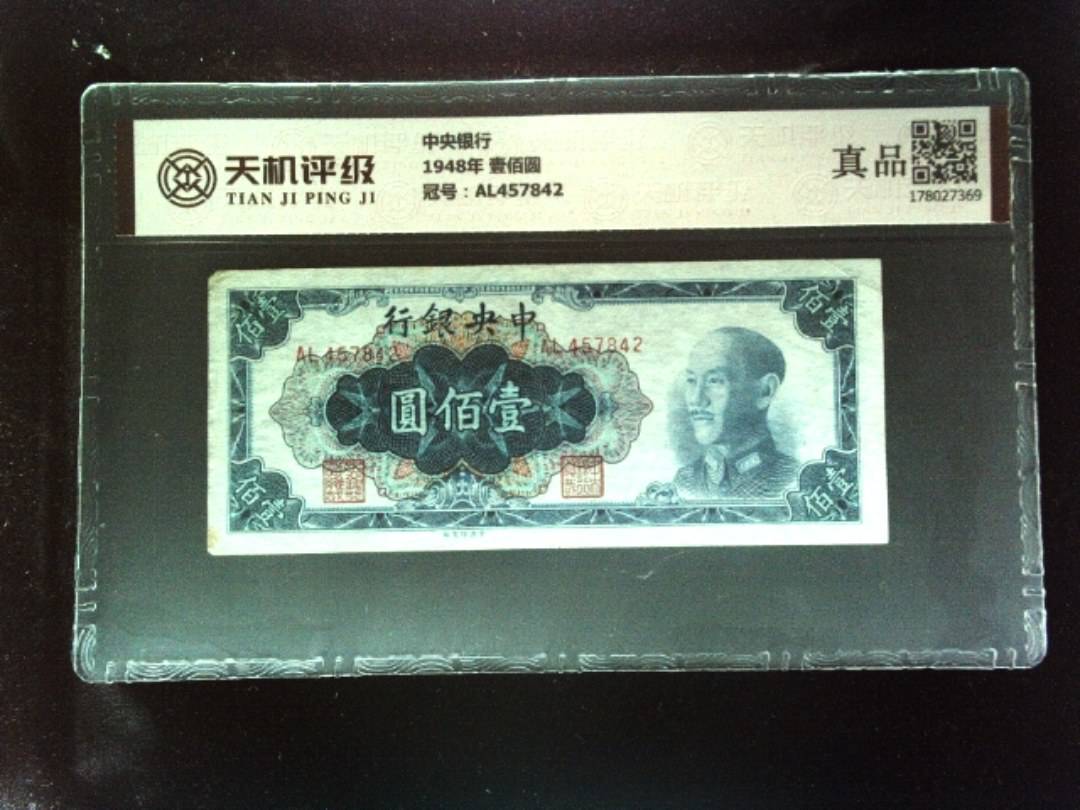 天机评级
TIAN JI PING JI
中央银行
1948年 壹佰圆
冠号：AL457842
真品
178027369
行銀央中
AL457842
AL457842
圓佰壹
佰壹
佰壹
佰壹
佰壹